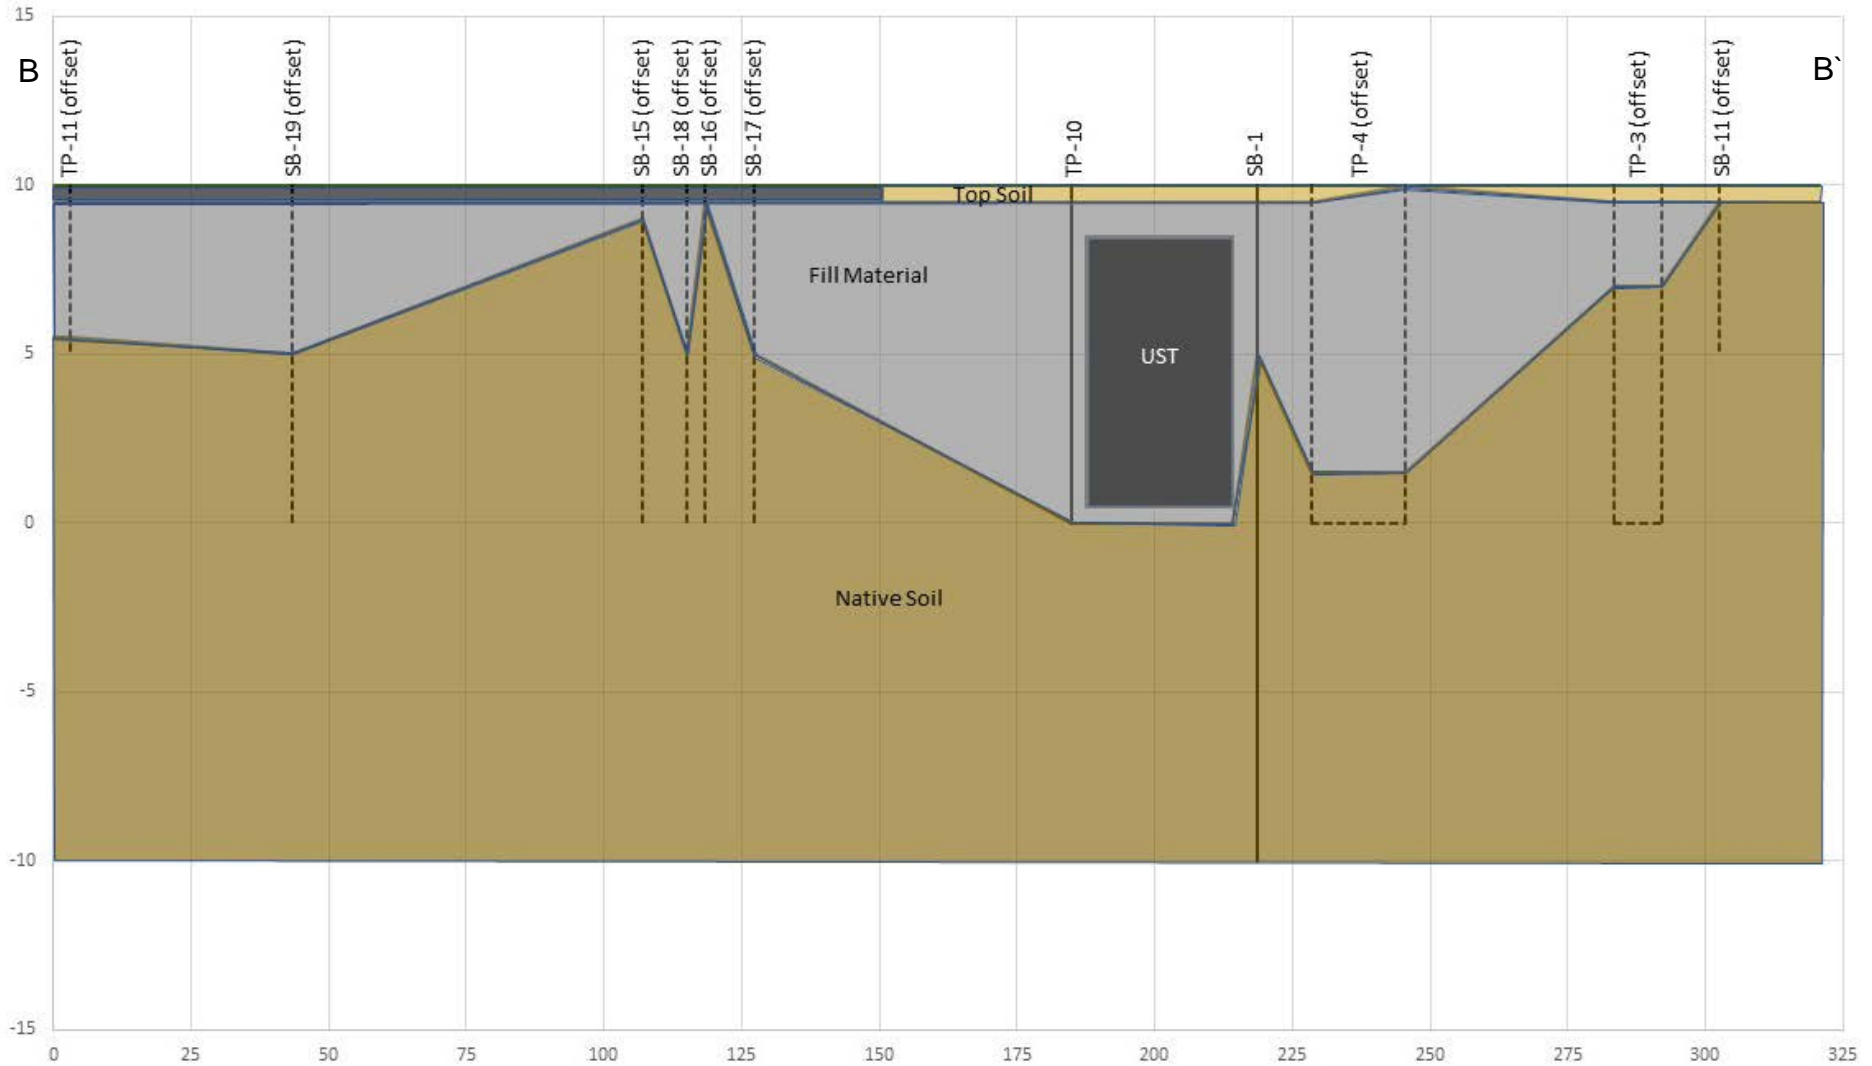 15
B
TP-11 (offset)
SB-19 (offset)
SB-15 (offset)
SB-18 (offset)
SB-16 (offset)
SB-17 (offset)
TP-10
SB-1
TP-4 (offset)
TP-3 (offset)
SB-11 (offset)
B`
10
Top Soil
Fill Material
5
UST
0
Native Soil
-5
-10
-15
0 25 50 75 100 125 150 175 200 225 250 275 300 325